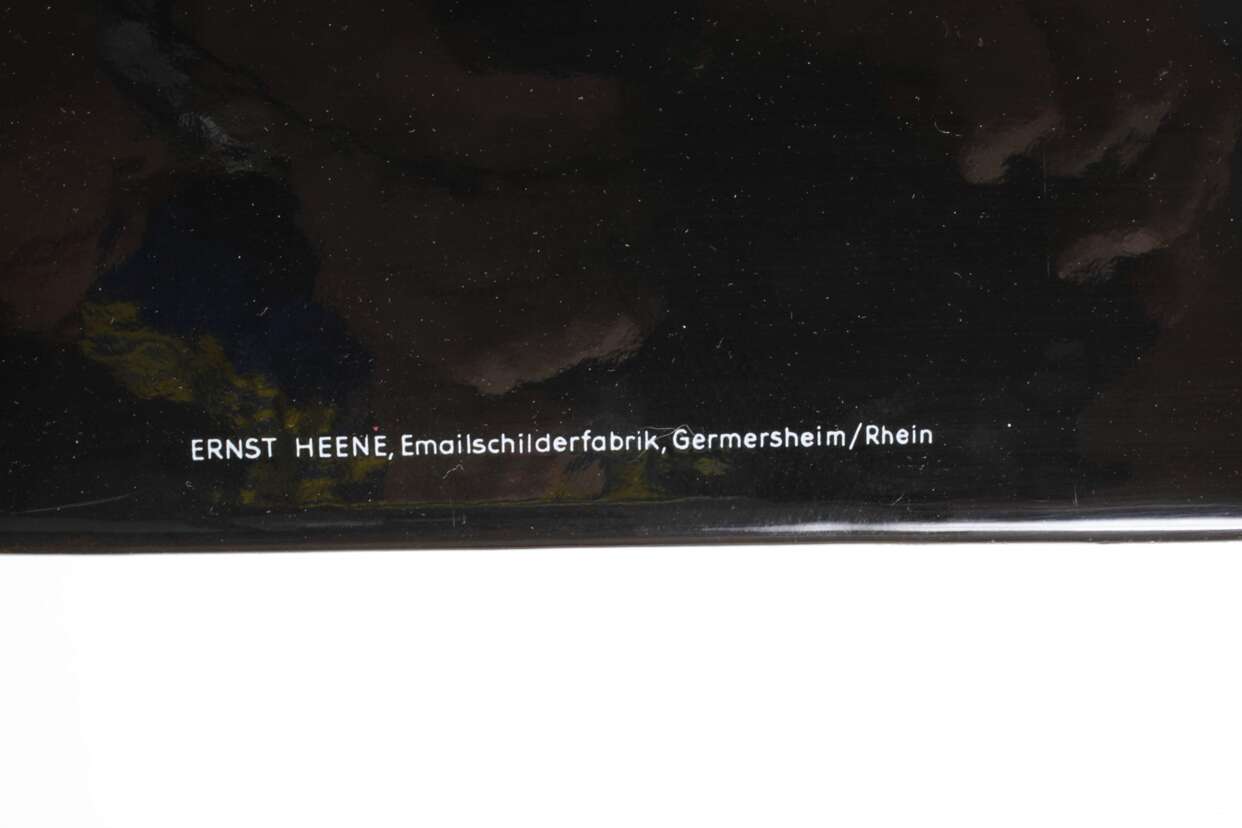 ERNST HEENE, Emailschilderfabrik, Germersheim/Rhein